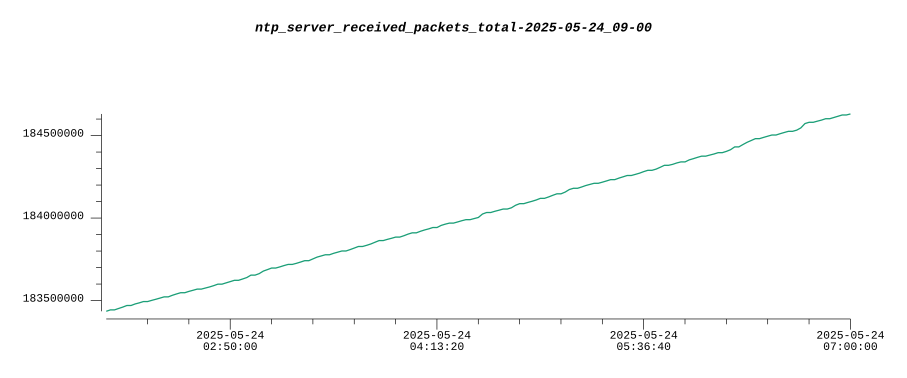 ntp_server_received_packets_total-2025-05-24_09-00
184500000
184000000
183500000
2025-05-24 2025-05-24 2025-05-24 2025-05-24
02:50:00 04:13:20 05:36:40 07:00:00